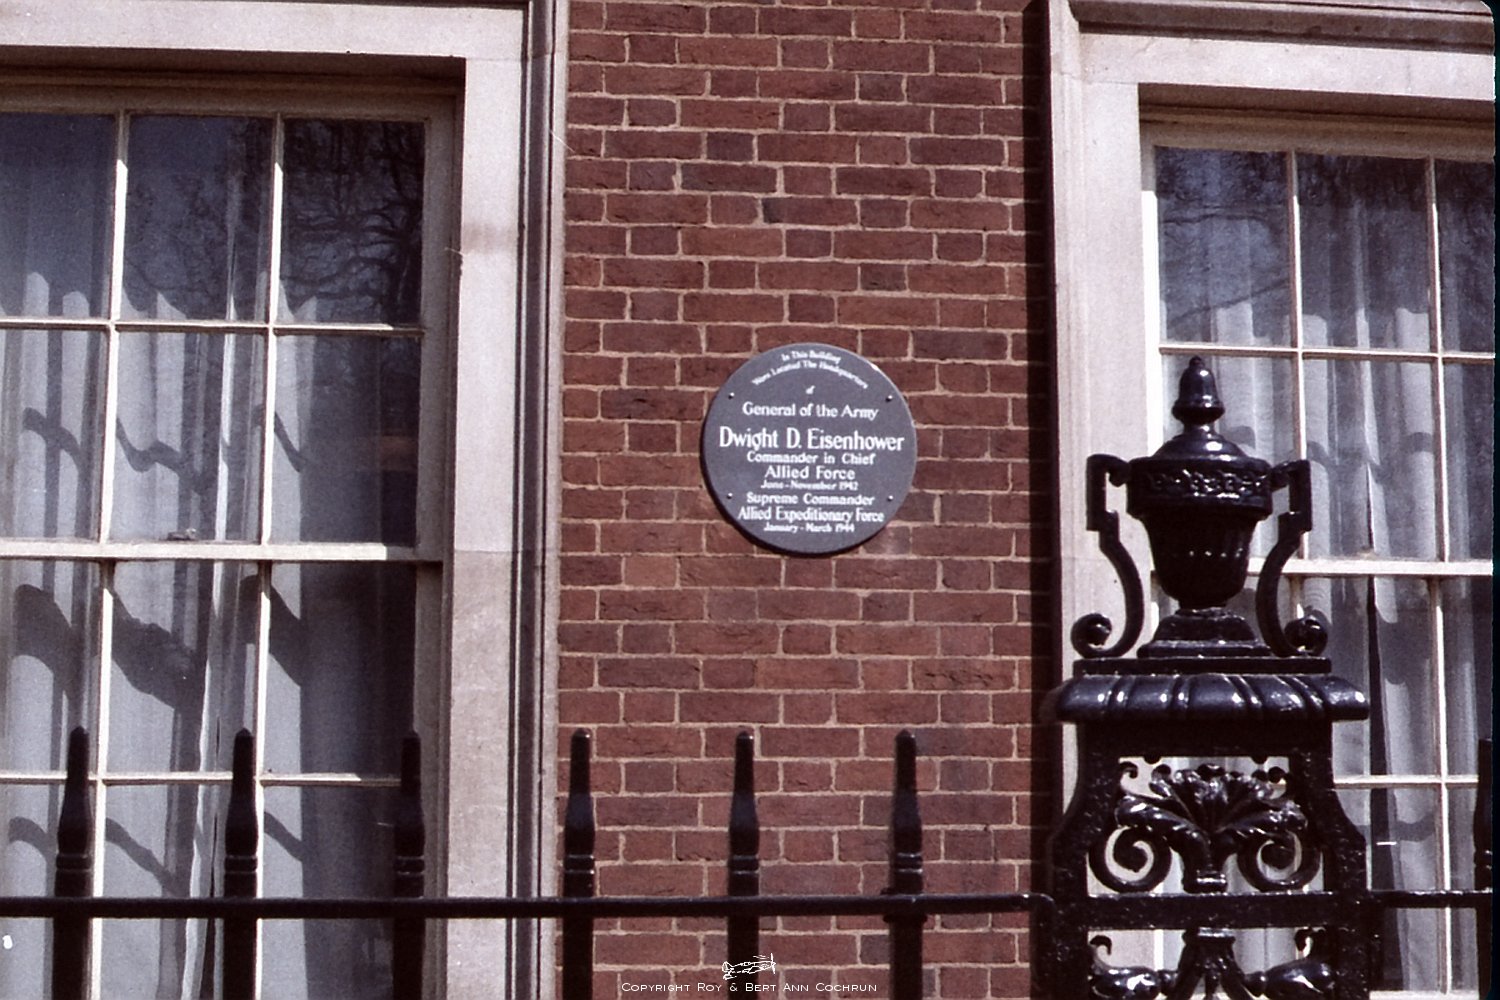 In This Building
Were Located The Headquarters
of
General of the Army
Dwight D. Eisenhower
Commander in Chief
Allied Force
June - November 1942
Supreme Commander
Allied Expeditionary Force
January - March 1944
Copyright Roy & Bert Ann Cochrun